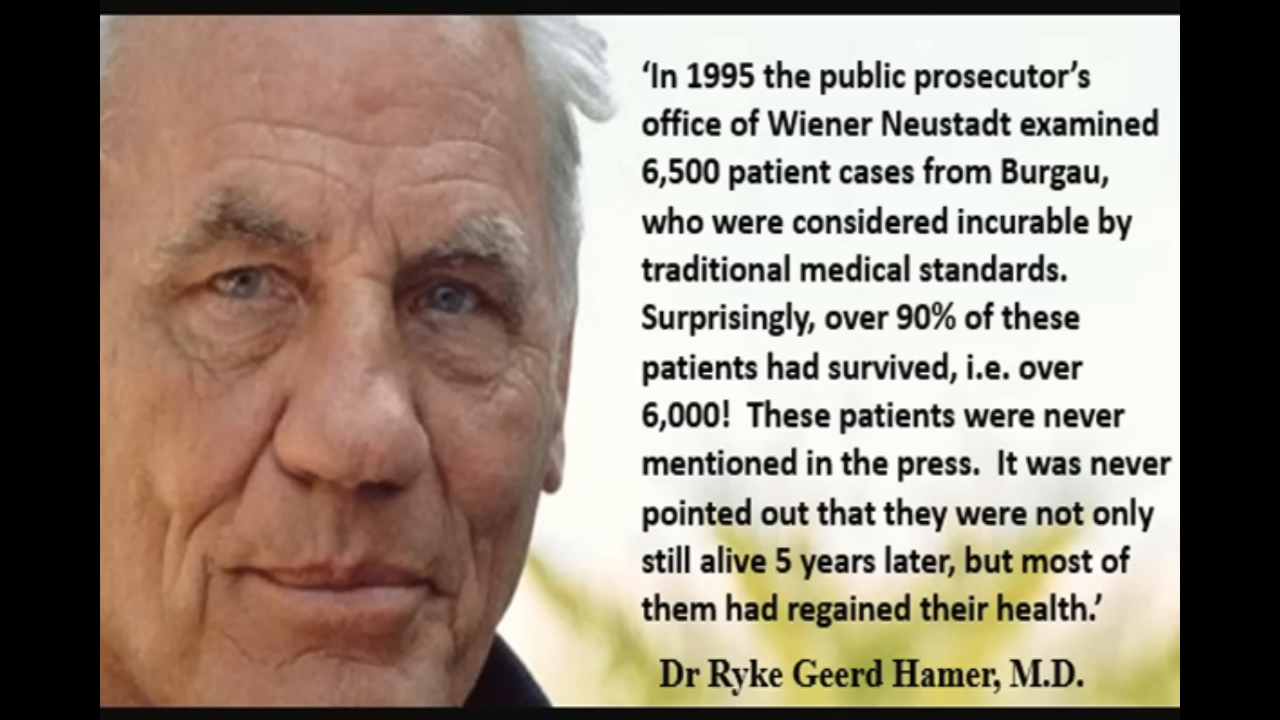 ‘In 1995 the public prosecutor’s
office of Wiener Neustadt examined
6,500 patient cases from Burgau,
who were considered incurable by
traditional medical standards.
Surprisingly, over 90% of these
patients had survived, i.e. over
6,000!  These patients were never
mentioned in the press.  It was never
pointed out that they were not only
still alive 5 years later, but most of
them had regained their health.’
Dr Ryke Geerd Hamer, M.D.